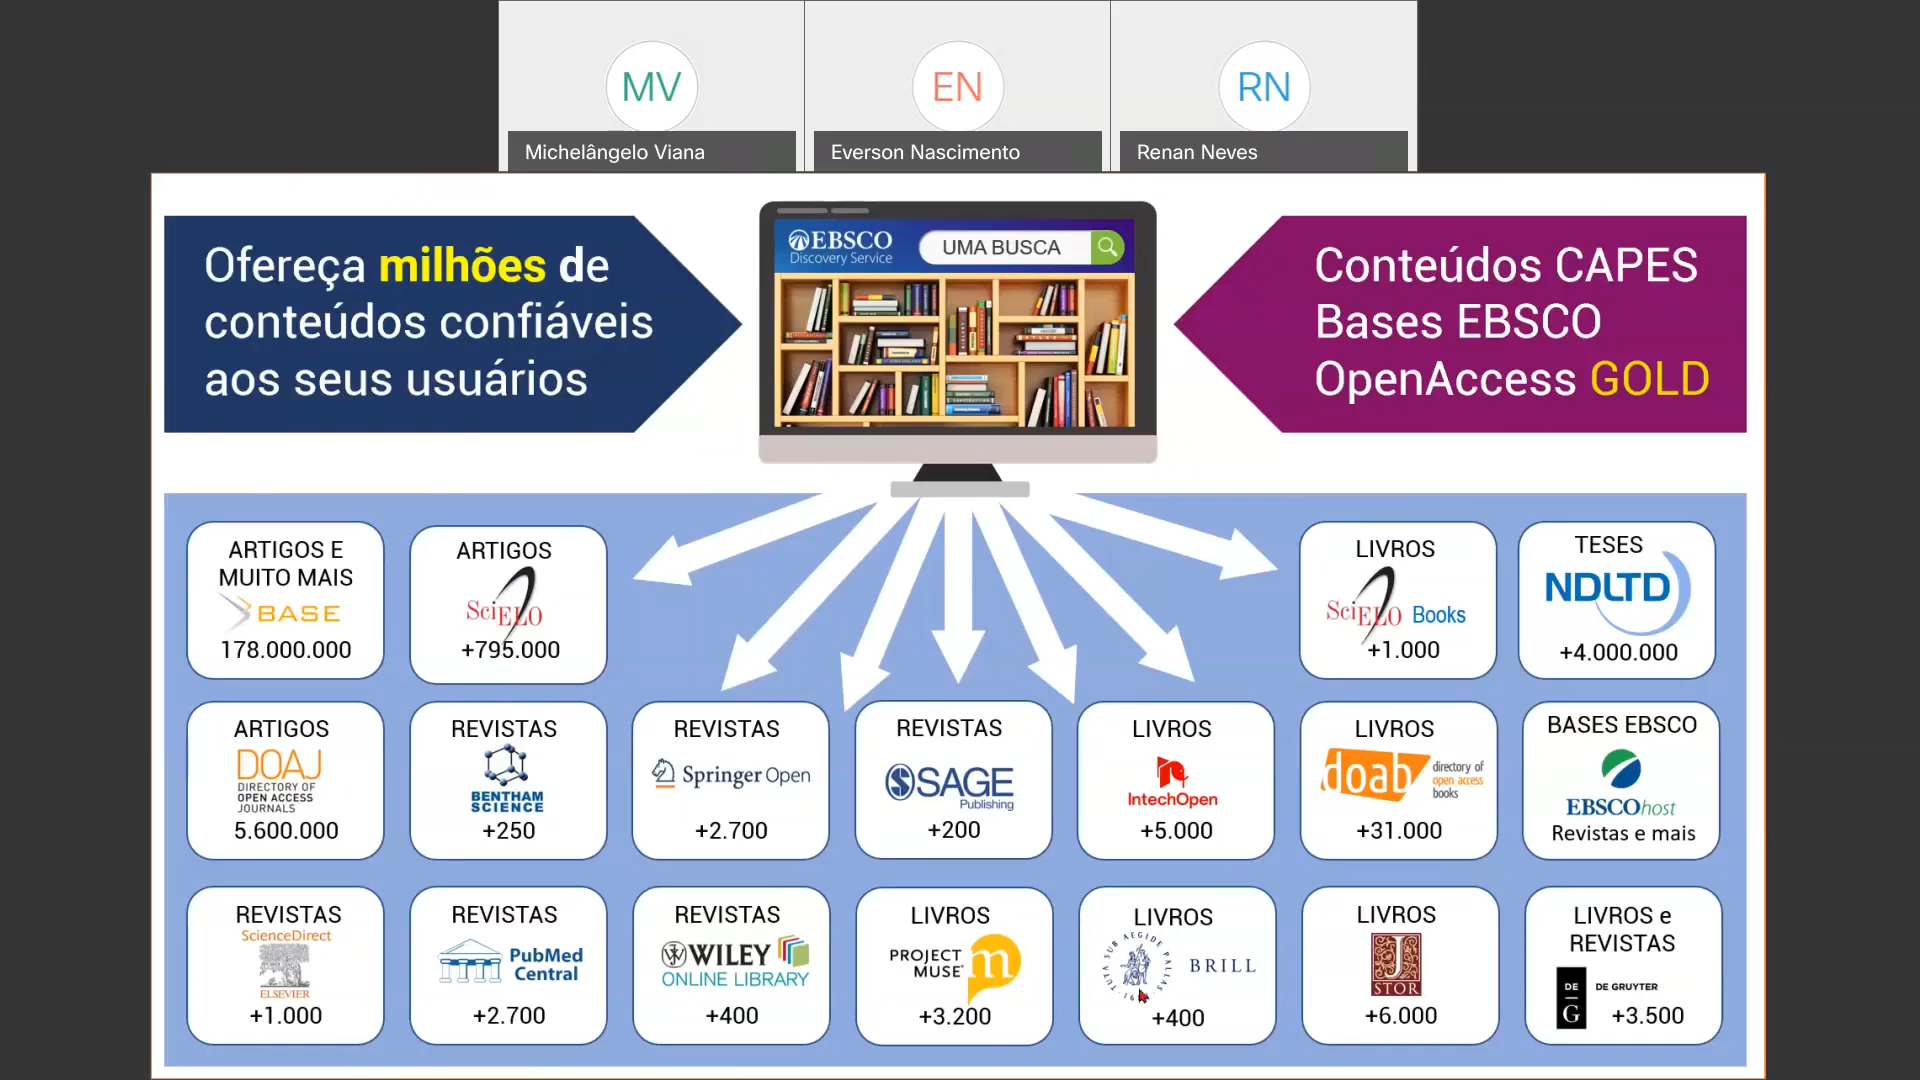 MV
EN
RN
Michelângelo Viana
Everson Nascimento
Renan Neves
Ofereça milhões de
conteúdos confiáveis
aos seus usuários
EBSCO
Discovery Service
UMA BUSCA
Conteúdos CAPES
Bases EBSCO
OpenAccess GOLD
ARTIGOS E
MUITO MAIS
BASE
178.000.000
ARTIGOS
SciELO
+795.000
LIVROS
SciELO Books
+1.000
TESES
NDLTD
+4.000.000
ARTIGOS
DOAJ
DIRECTORY OF
OPEN ACCESS
JOURNALS
5.600.000
REVISTAS
BENTHAM
SCIENCE
+250
REVISTAS
Springer Open
+2.700
REVISTAS
SAGE
Publishing
+200
LIVROS
IntechOpen
+5.000
LIVROS
doab
directory of
open access
books
+31.000
BASES EBSCO
EBSCOhost
Revistas e mais
REVISTAS
ScienceDirect
ELSEVIER
+1.000
REVISTAS
PubMed
Central
+2.700
REVISTAS
WILEY
ONLINE LIBRARY
+400
LIVROS
PROJECT
MUSE
m
+3.200
LIVROS
TUTA SUB AEGIDE PALLAS
BRILL
+400
LIVROS
J
STOR
+6.000
LIVROS e
REVISTAS
DE
G
DE GRUYTER
+3.500